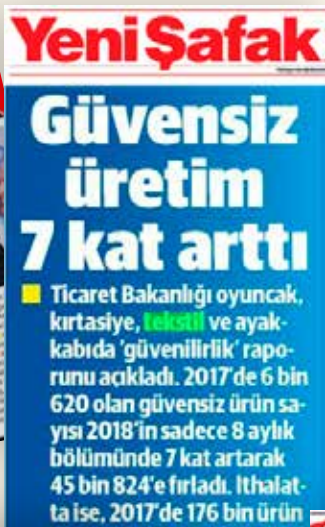 Yeni Şafak
Güvensiz
üretim
7 kat arttı
Ticaret Bakanlığı oyuncak,
kırtasiye, tekstil ve ayak-
kabıda 'güvenilirlik' rapo-
runu açıkladı. 2017'de 6 bin
620 olan güvensiz ürün sa-
yısı 2018'in sadece 8 aylık
bölümünde 7 kat artarak
45 bin 824'e fırladı. Ithalat-
ta ise, 2017'de 176 bin ürün